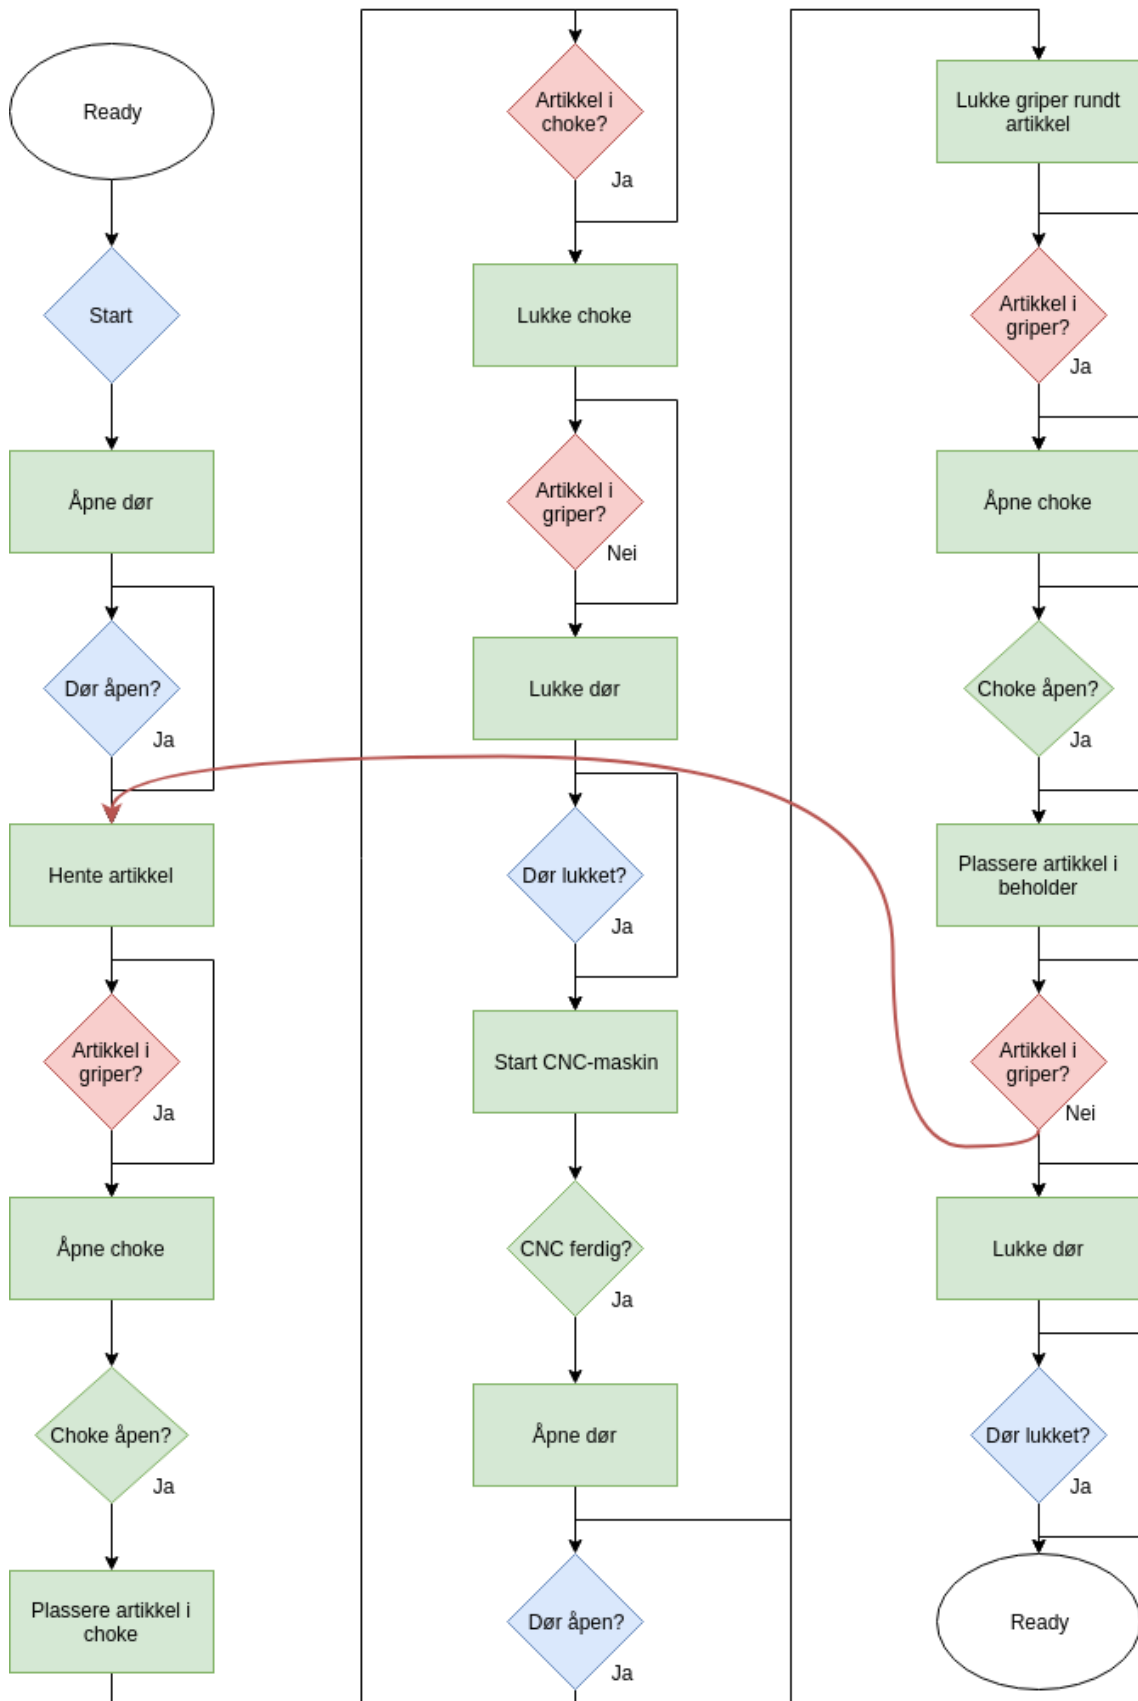 Ready
Start
Åpne dør
Dør åpen?
Ja
Hente artikkel
Artikkel i
griper?
Ja
Åpne choke
Choke åpen?
Ja
Plassere artikkel i
choke
Artikkel i
choke?
Ja
Lukke choke
Artikkel i
griper?
Nei
Lukke dør
Dør lukket?
Ja
Start CNC-maskin
CNC ferdig?
Ja
Åpne dør
Dør åpen?
Ja
Lukke griper rundt
artikkel
Artikkel i
griper?
Ja
Åpne choke
Choke åpen?
Ja
Plassere artikkel i
beholder
Artikkel i
griper?
Nei
Lukke dør
Dør lukket?
Ja
Ready